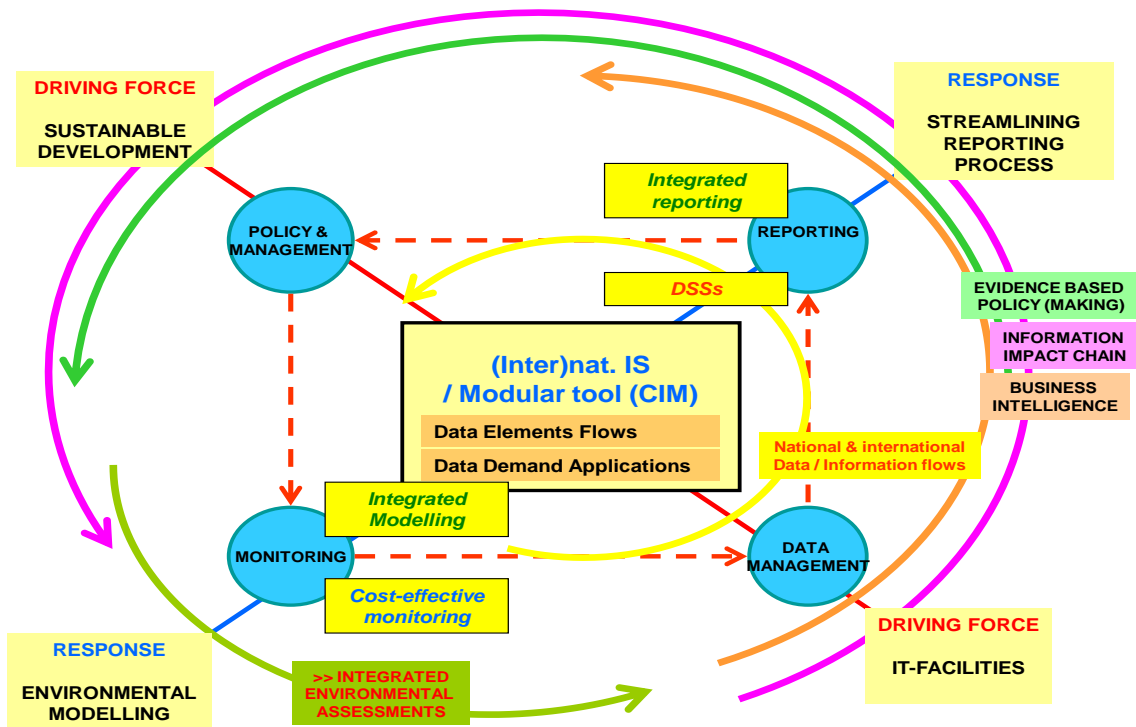 DRIVING FORCE
SUSTAINABLE
DEVELOPMENT
RESPONSE
STREAMLINING
REPORTING
PROCESS
Integrated
reporting
POLICY &
MANAGEMENT
REPORTING
DSSs
EVIDENCE BASED
POLICY (MAKING)
INFORMATION
IMPACT CHAIN
BUSINESS
INTELLIGENCE
(Inter)nat. IS
/ Modular tool (CIM)
Data Elements Flows
Data Demand Applications
National & international
Data / Information flows
Integrated
Modelling
MONITORING
DATA
MANAGEMENT
Cost-effective
monitoring
RESPONSE
ENVIRONMENTAL
MODELLING
>> INTEGRATED
ENVIRONMENTAL
ASSESSMENTS
DRIVING FORCE
IT-FACILITIES